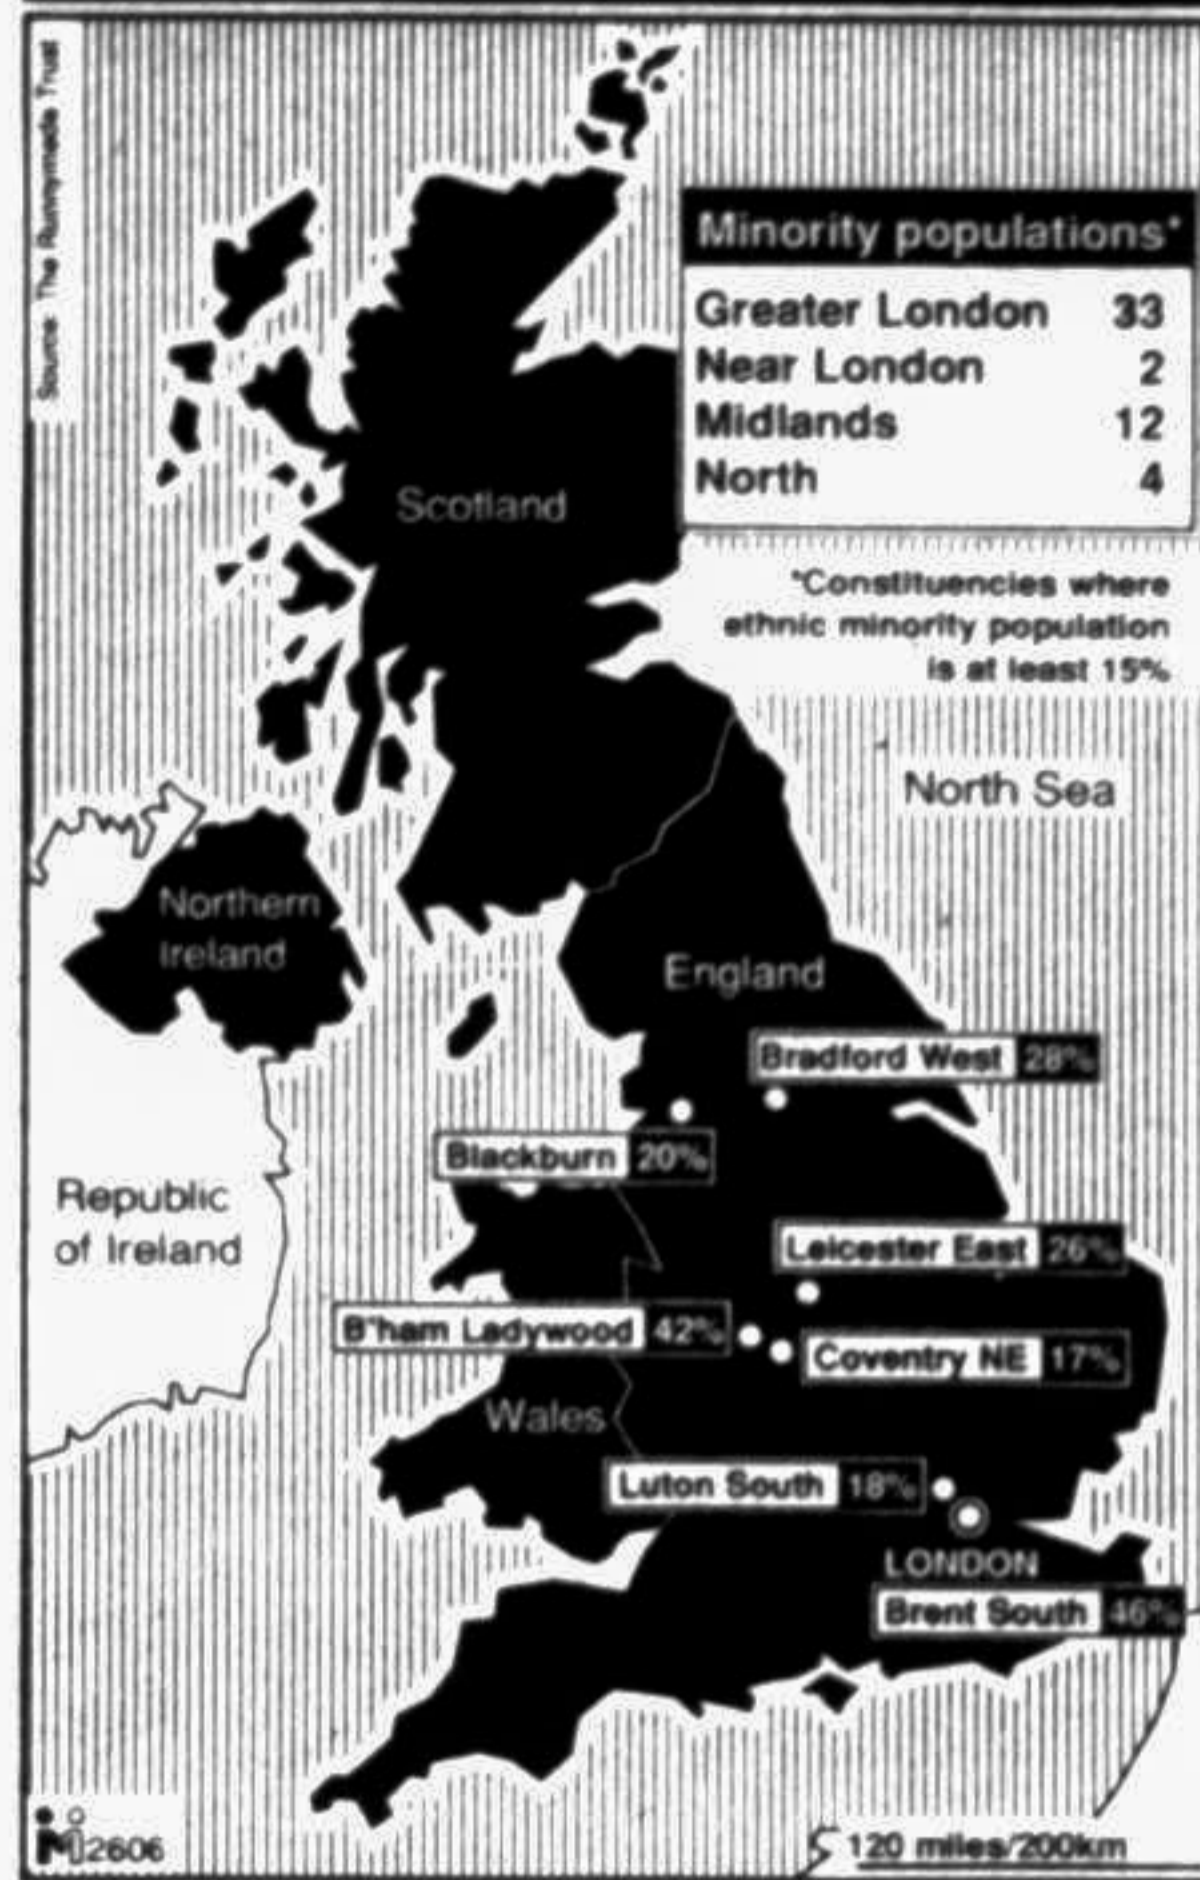 Source: The Runnymede Trust
Minority populations*
Greater London 33
Near London 2
Midlands 12
North 4
*Constituencies where
ethnic minority population
is at least 15%
Scotland
North Sea
Northern
Ireland
England
Bradford West 28%
Blackburn 20%
Republic
of Ireland
Leicester East 26%
B'ham Ladywood 42%
Coventry NE 17%
Wales
Luton South 18%
LONDON
Brent South 46%
2606
120 miles/200km